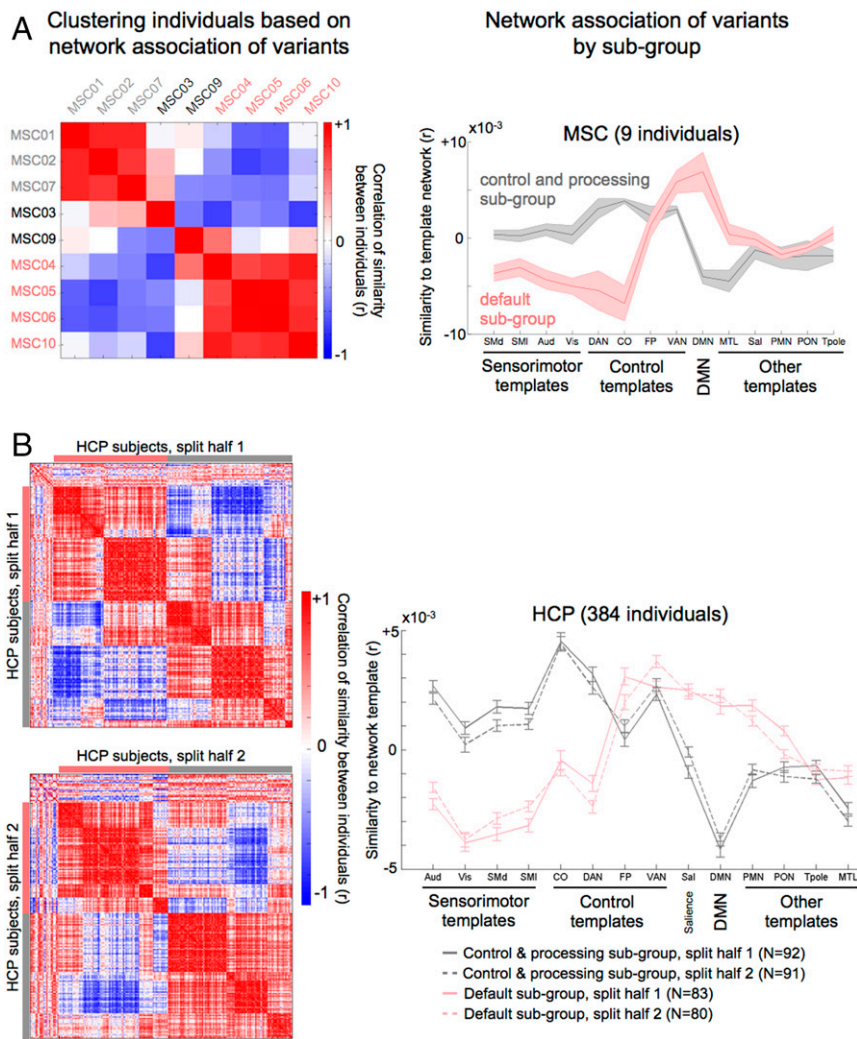 A
Clustering individuals based on
network association of variants
Network association of variants
by sub-group
MSC01
MSC02
MSC07
MSC03
MSC09
MSC04
MSC05
MSC06
MSC10
MSC01
MSC02
MSC07
MSC03
MSC09
MSC04
MSC05
MSC06
MSC10
+1
0
-1
Correlation of similarity
between individuals (r)
+10
x10-3
MSC (9 individuals)
control and processing
sub-group
default
sub-group
Similarity to template network (r)
0
-10
SMd SMl Aud Vis DAN CO FP VAN DMN MTL Sal PMN PON Tpole
Sensorimotor
templates
Control
templates
DMN
Other
templates
B
HCP subjects, split half 1
HCP subjects, split half 1
HCP subjects, split half 2
HCP subjects, split half 2
+1
0
-1
Correlation of similarity between individuals (r)
x10-3
+5
HCP (384 individuals)
Similarity to network template (r)
0
-5
Aud Vis SMd SMl CO DAN FP VAN Sal DMN PMN PON Tpole MTL
Sensorimotor
templates
Control
templates
Salience
DMN
Other
templates
Control & processing sub-group, split half 1 (N=92)
Control & processing sub-group, split half 2 (N=91)
Default sub-group, split half 1 (N=83)
Default sub-group, split half 2 (N=80)